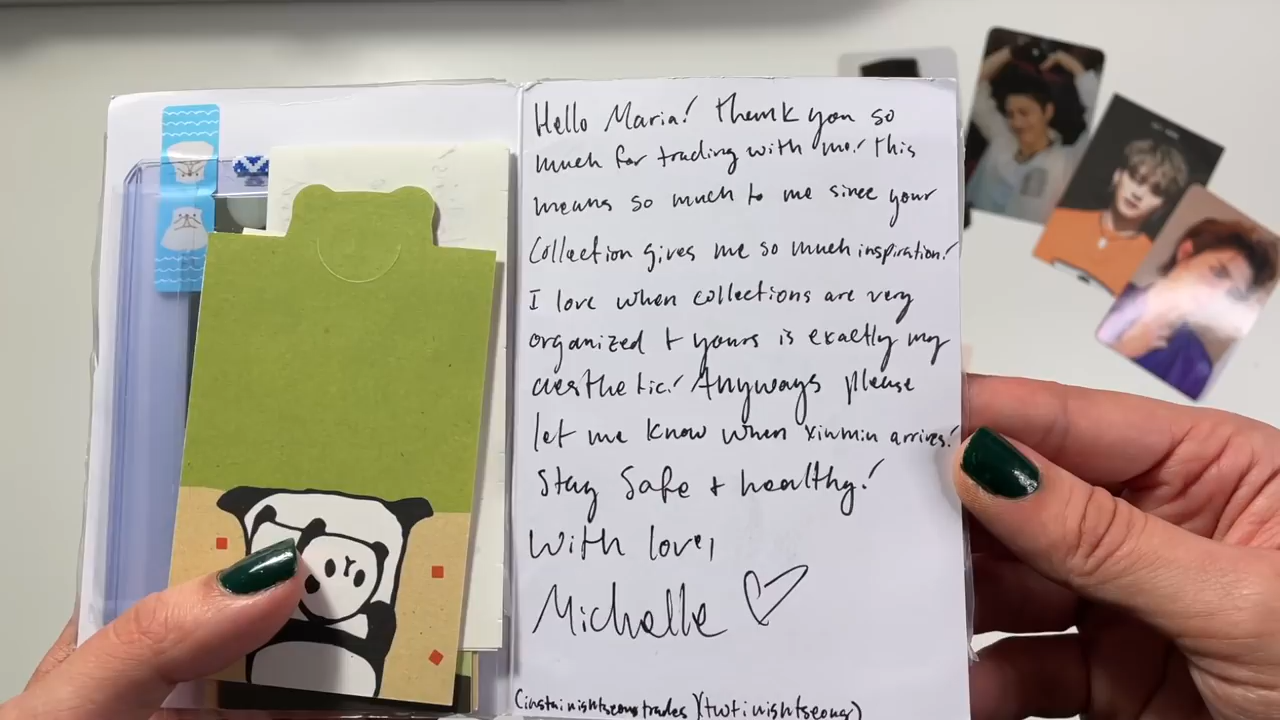 Hello Maria! Thank you so
much for trading with me! This
means so much to me since your
Collection gives me so much inspiration!
I love when collections are very
organized + yours is exactly my
aesthetic! Anyways please
let me know when xiumin arrives!
Stay Safe + healthy!
With love,
Michelle ♡